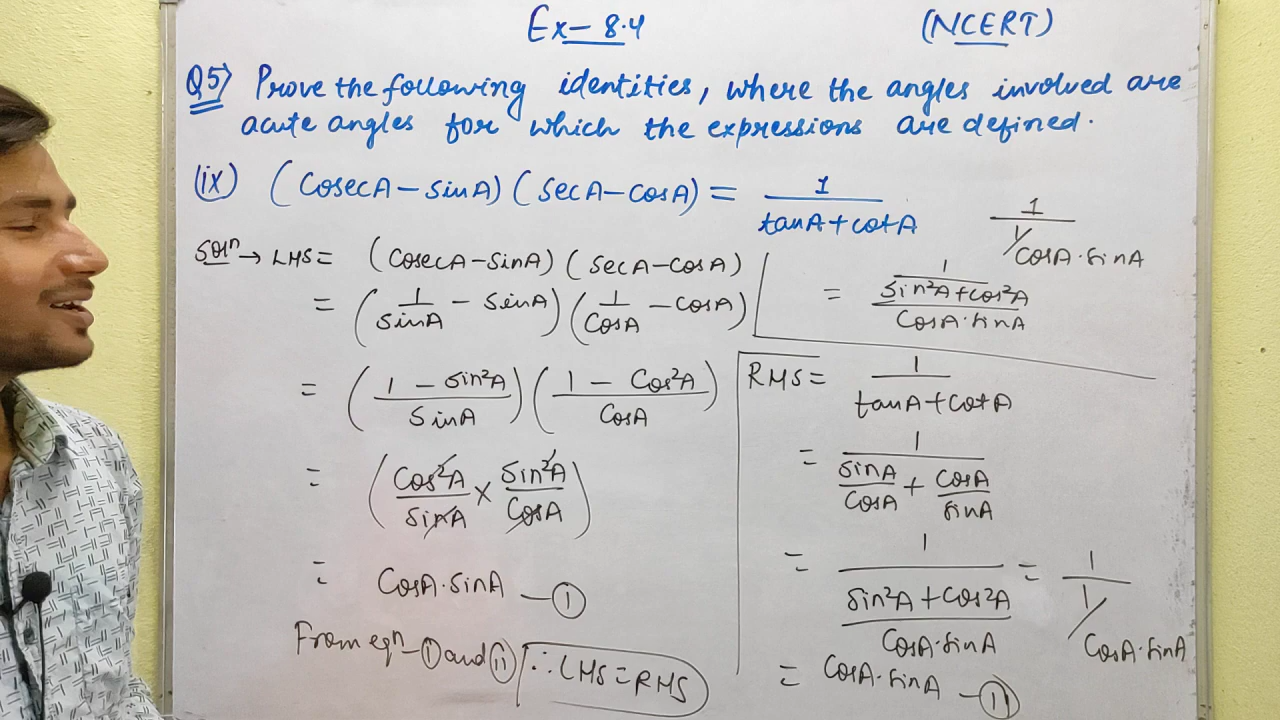 Ex-8.4 (NCERT)
Q5) Prove the following identities, where the angles involved are
acute angles for which the expressions are defined.
(ix) (CosecA-SinA)(SecA-CosA) = 1/tanA+cotA
Solⁿ→ LHS = (CosecA-SinA)(SecA-CosA)
= (1/SinA - SinA)(1/CosA - CosA)
= (1-Sin²A/SinA)(1-Cos²A/CosA)
= (Cos²A/SinA × Sin²A/CosA)
= CosA.SinA —(i)
From eqⁿ-(i) and (ii) ∴ LHS = RHS
1/1/CosA.SinA
= 1/Sin²A+Cos²A/CosA.SinA
RHS = 1/tanA+CotA
= 1/SinA/CosA + CosA/SinA
= 1/Sin²A+Cos²A/CosA.SinA = 1/1/CosA.SinA
= CosA.SinA —(ii)